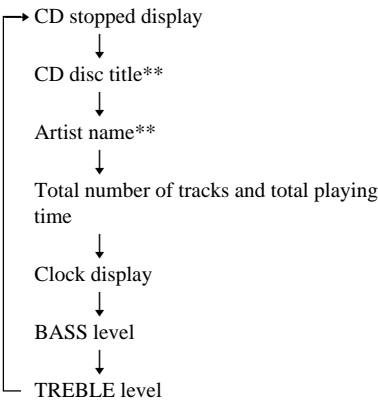 CD stopped display
CD disc title**
Artist name**
Total number of tracks and total playing
time
Clock display
BASS level
TREBLE level